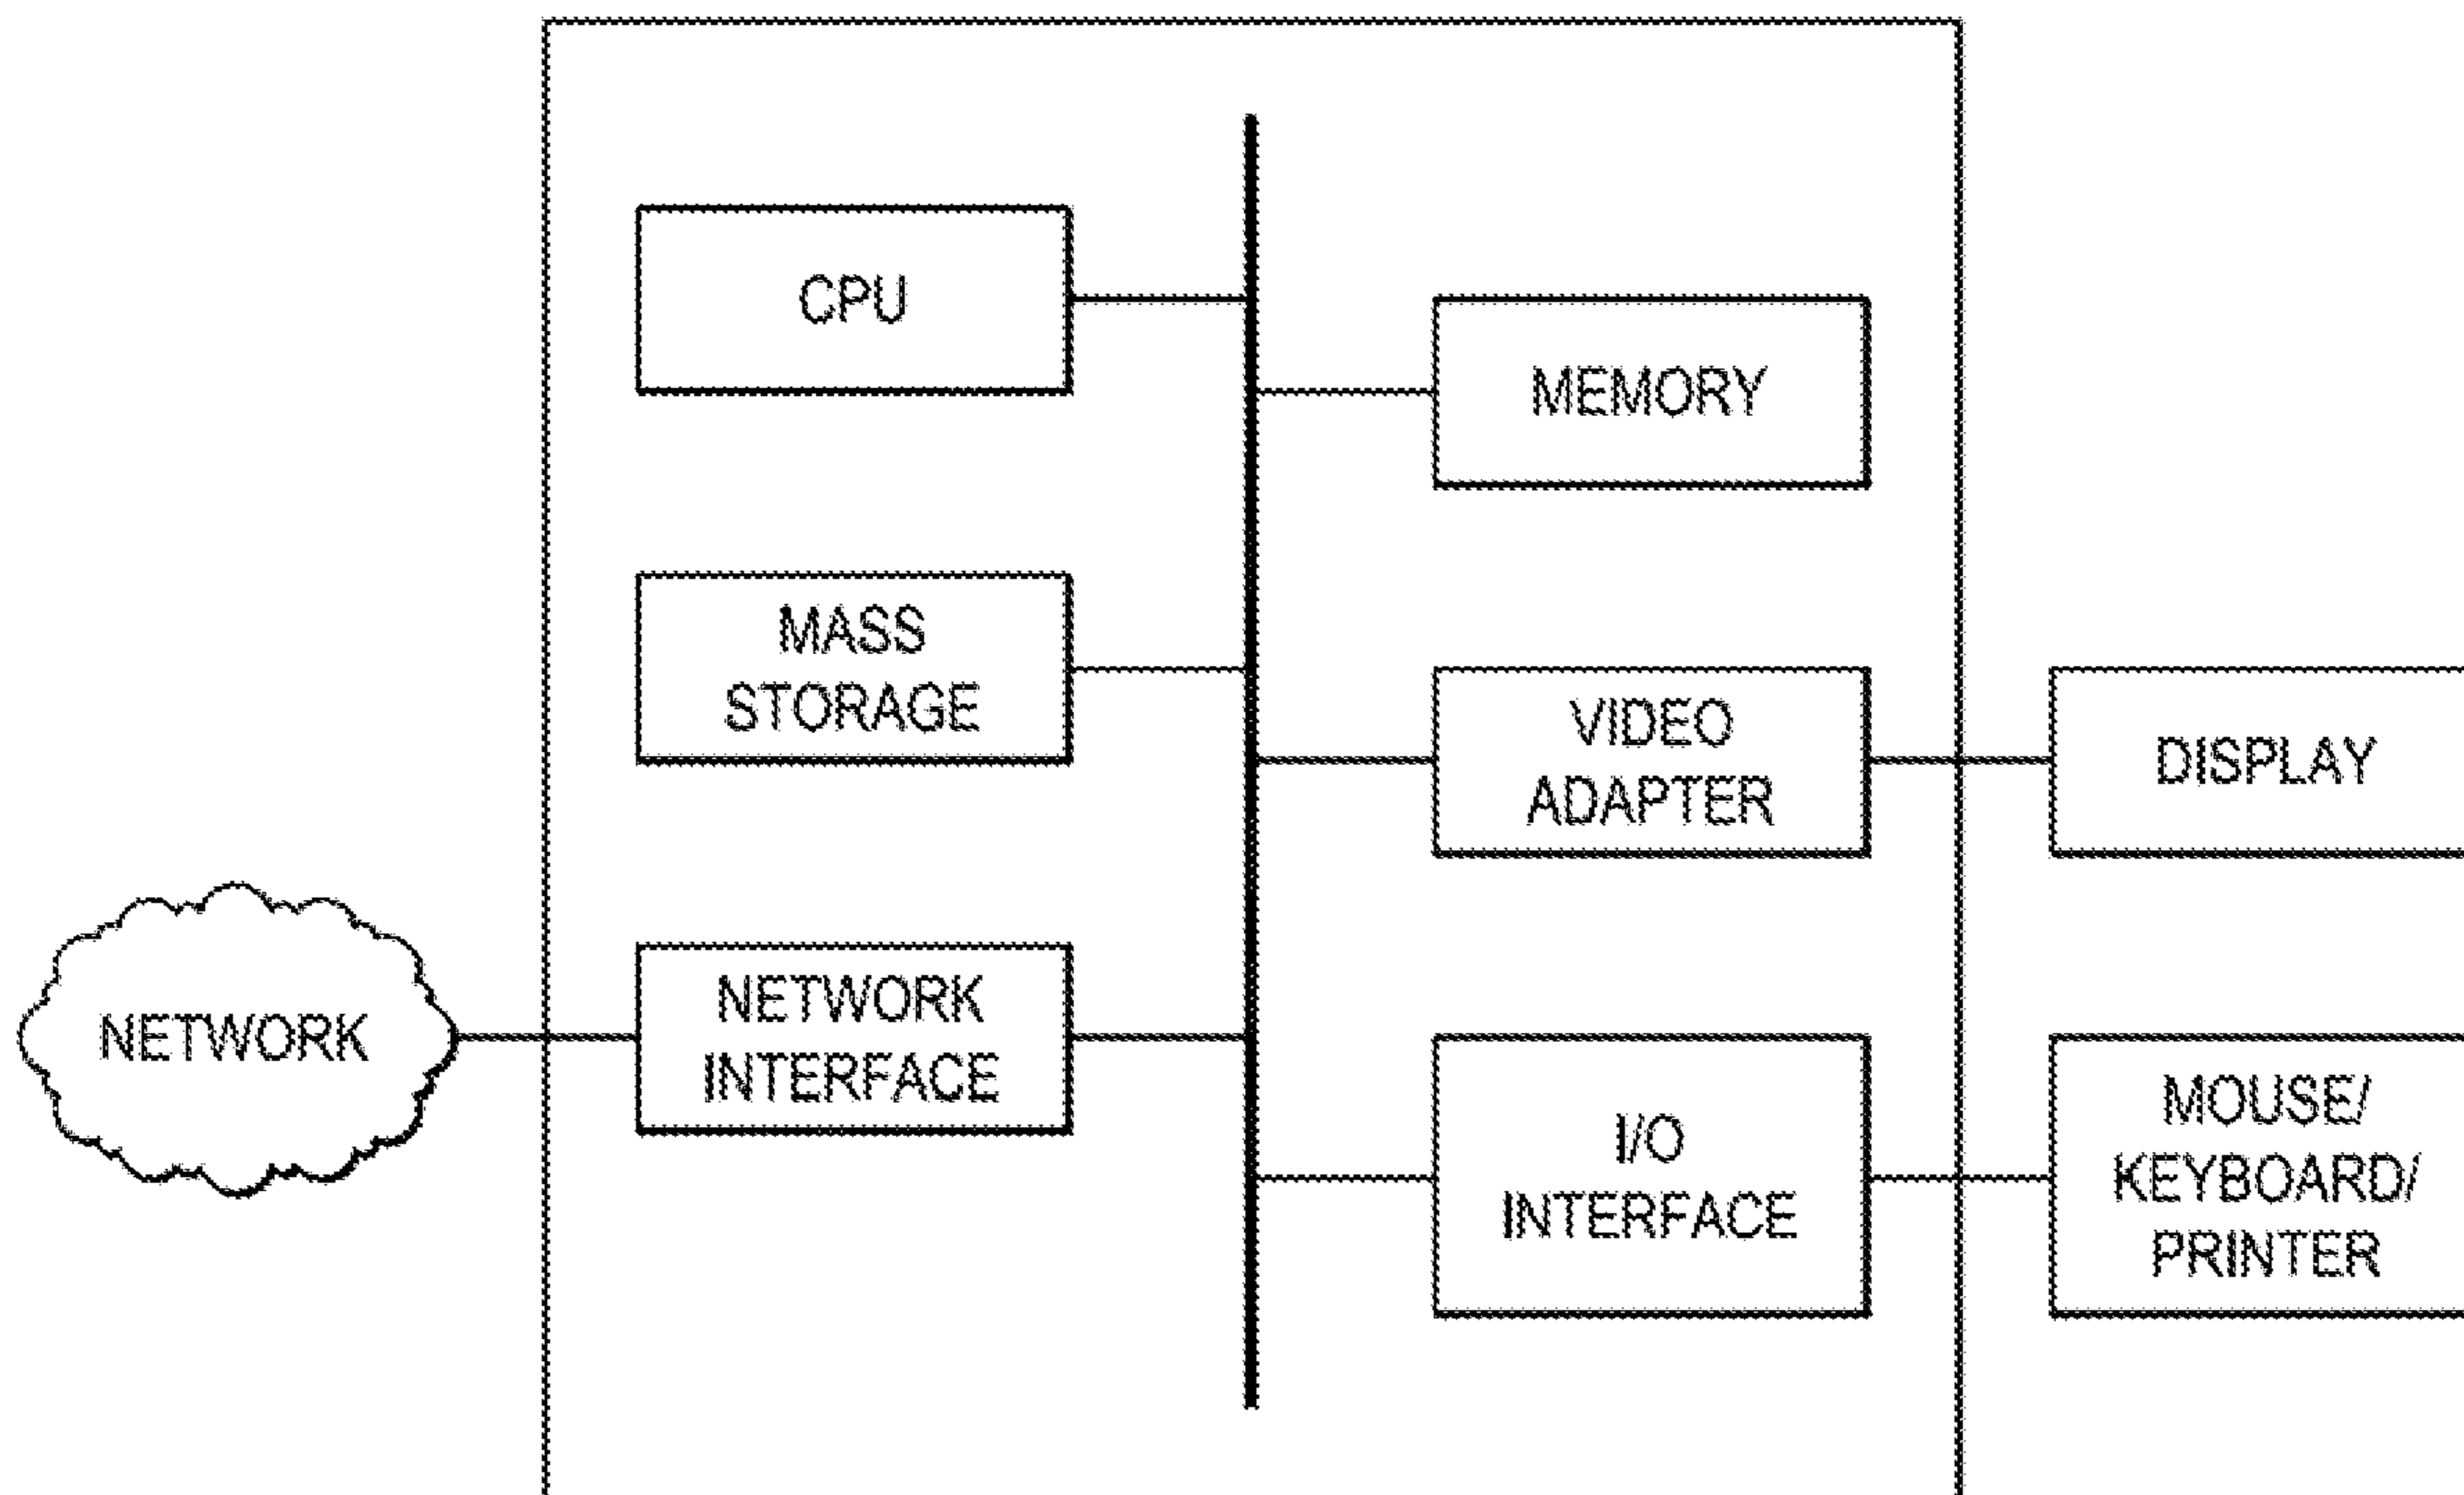 CPU
MEMORY
MASS
STORAGE
VIDEO
ADAPTER
DISPLAY
NETWORK
NETWORK
INTERFACE
I/O
INTERFACE
MOUSE/
KEYBOARD/
PRINTER